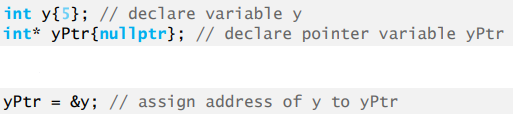 int y{5}; // declare variable y
int* yPtr{nullptr}; // declare pointer variable yPtr
yPtr = &y; // assign address of y to yPtr